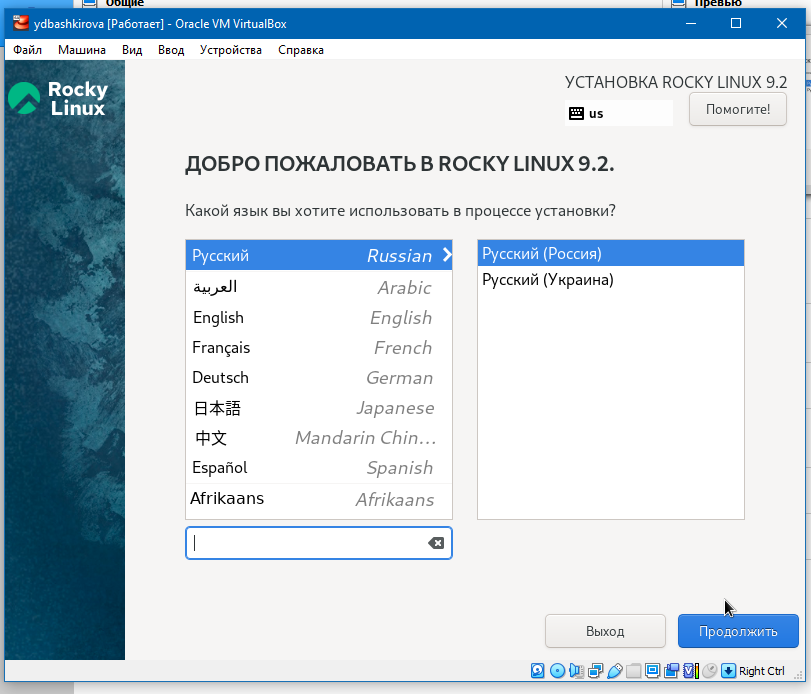 Общие
Превью
ydbashkirova [Работает] - Oracle VM VirtualBox
Файл Машина Вид Ввод Устройства Справка
Rocky
Linux
УСТАНОВКА ROCKY LINUX 9.2
us
Помогите!
ДОБРО ПОЖАЛОВАТЬ В ROCKY LINUX 9.2.
Какой язык вы хотите использовать в процессе установки?
Русский Russian
العربية Arabic
English English
Français French
Deutsch German
日本語 Japanese
中文 Mandarin Chin…
Español Spanish
Afrikaans Afrikaans
Русский (Россия)
Русский (Украина)
Выход
Продолжить
Right Ctrl